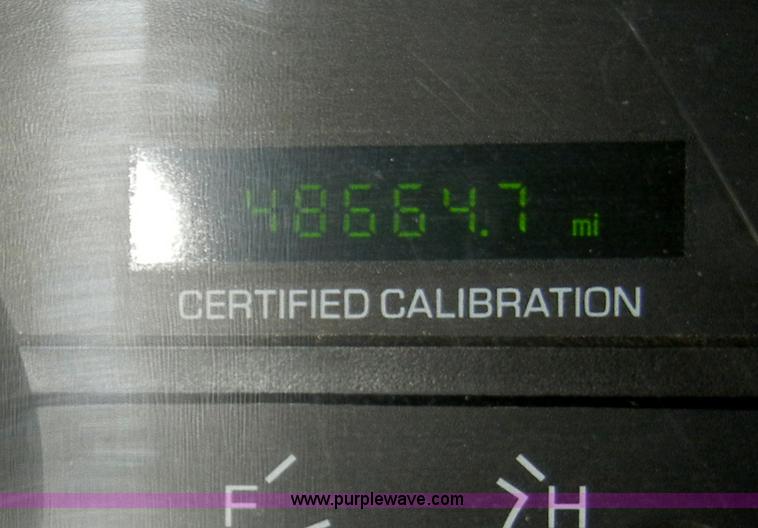 48664.7 mi
CERTIFIED CALIBRATION
F H
www.purplewave.com